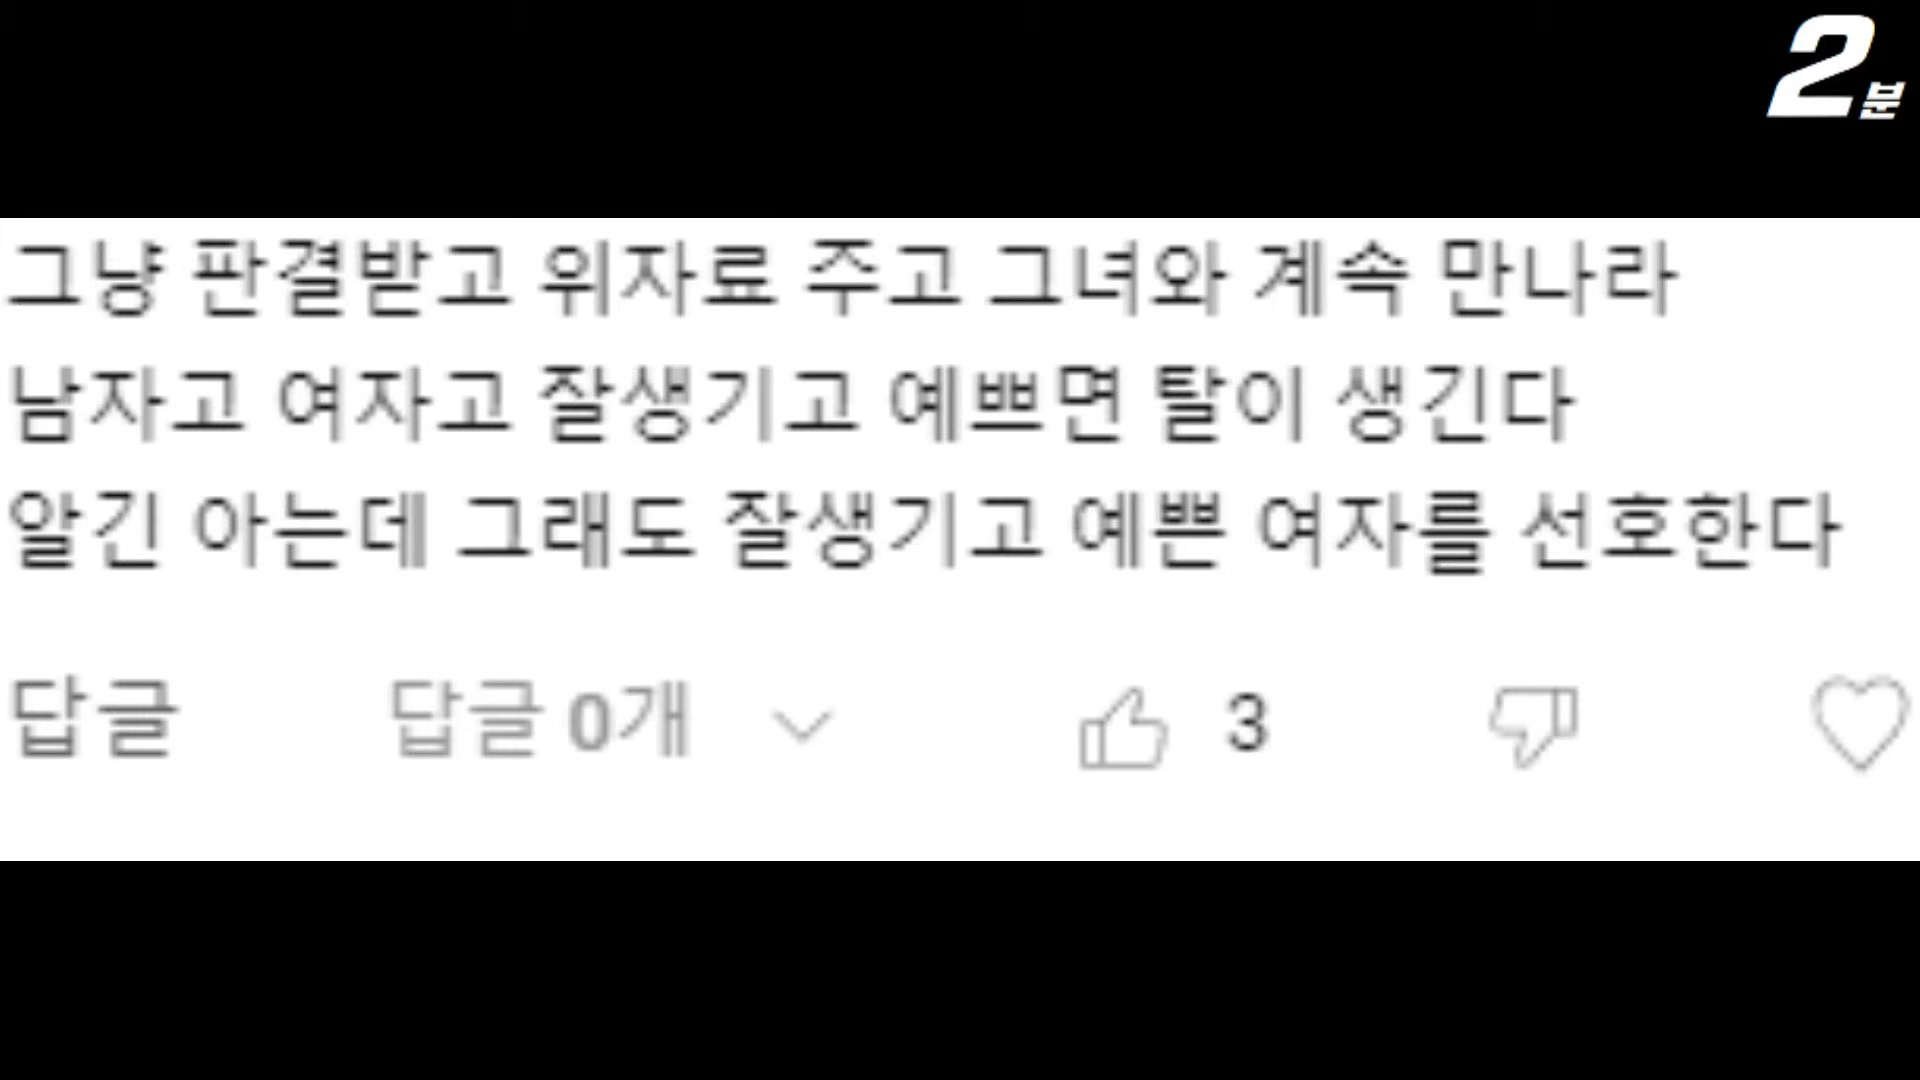 2분
그냥 판결받고 위자료 주고 그녀와 계속 만나라
남자고 여자고 잘생기고 예쁘면 탈이 생긴다
알긴 아는데 그래도 잘생기고 예쁜 여자를 선호한다
답글 답글 0개 3